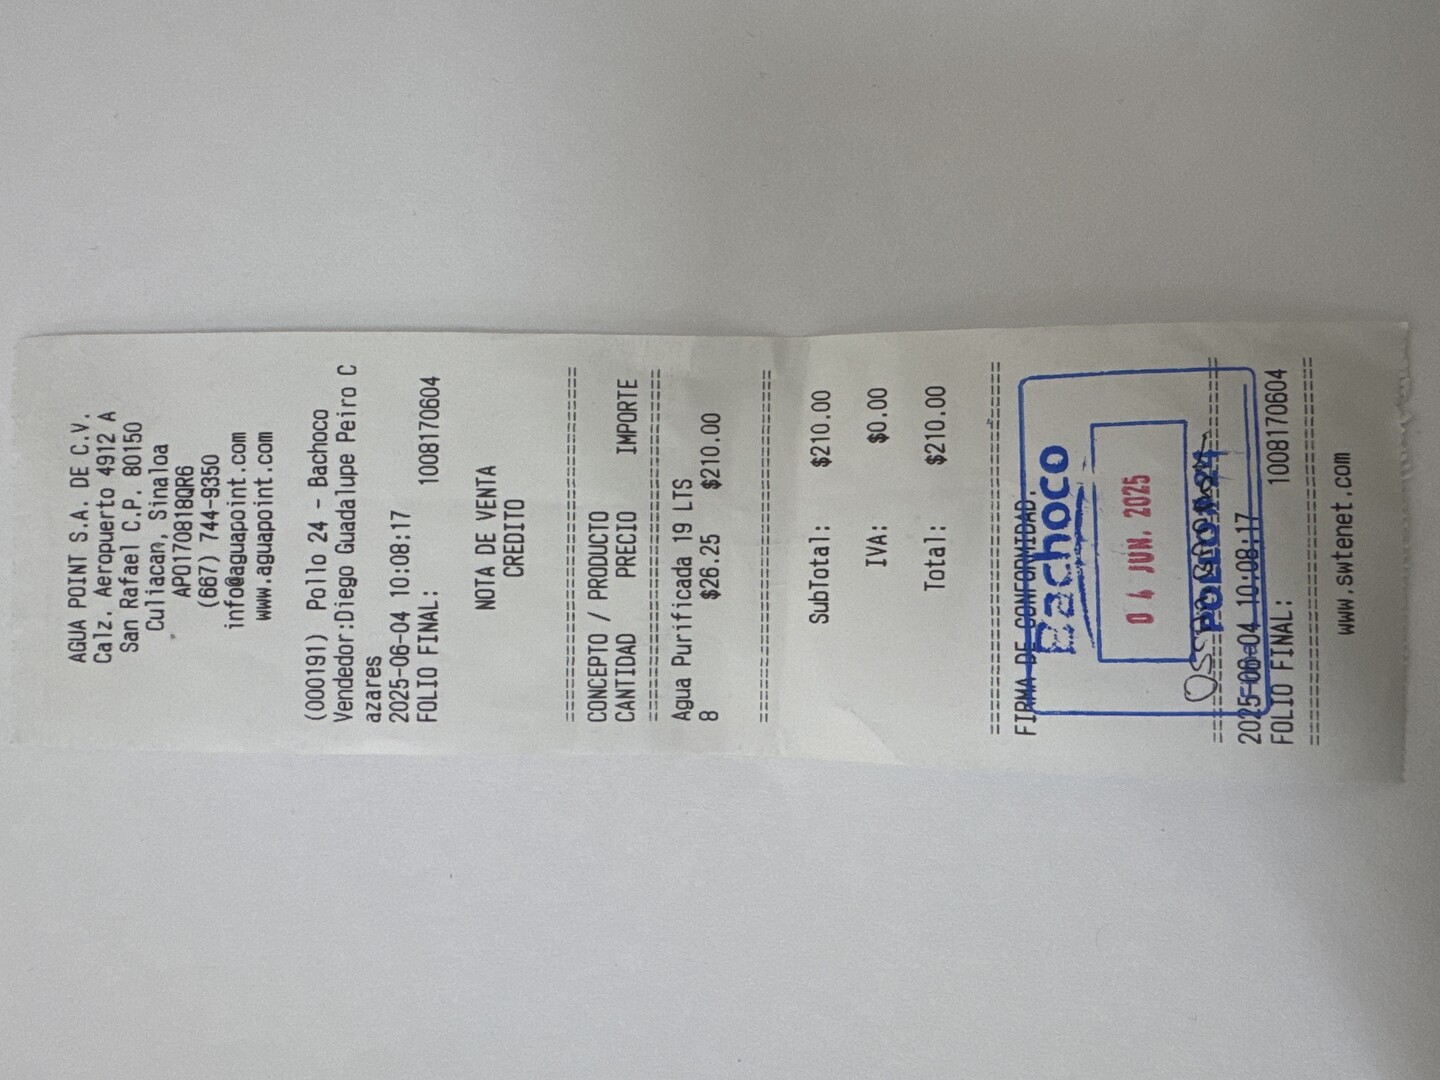 AGUA POINT S.A. DE C.V.
Calz. Aeropuerto 4912 A
San Rafael C.P. 80150
Culiacan, Sinaloa
APO170818QR6
(667) 744-9350
info@aguapoint.com
www.aguapoint.com
(000191) Pollo 24 - Bachoco
Vendedor:Diego Guadalupe Peiro C
azares
2025-06-04 10:08:17
FOLIO FINAL: 1008170604
NOTA DE VENTA
CREDITO
================================
CONCEPTO / PRODUCTO
CANTIDAD PRECIO IMPORTE
================================
Agua Purificada 19 LTS
8 $26.25 $210.00
================================
SubTotal: $210.00
IVA: $0.00
Total: $210.00
================================
FIRMA DE CONFORMIDAD.
Bachoco
04 JUN. 2025
POLLO 24
================================
2025-06-04 10:08:17
FOLIO FINAL: 1008170604
================================
www.swtenet.com